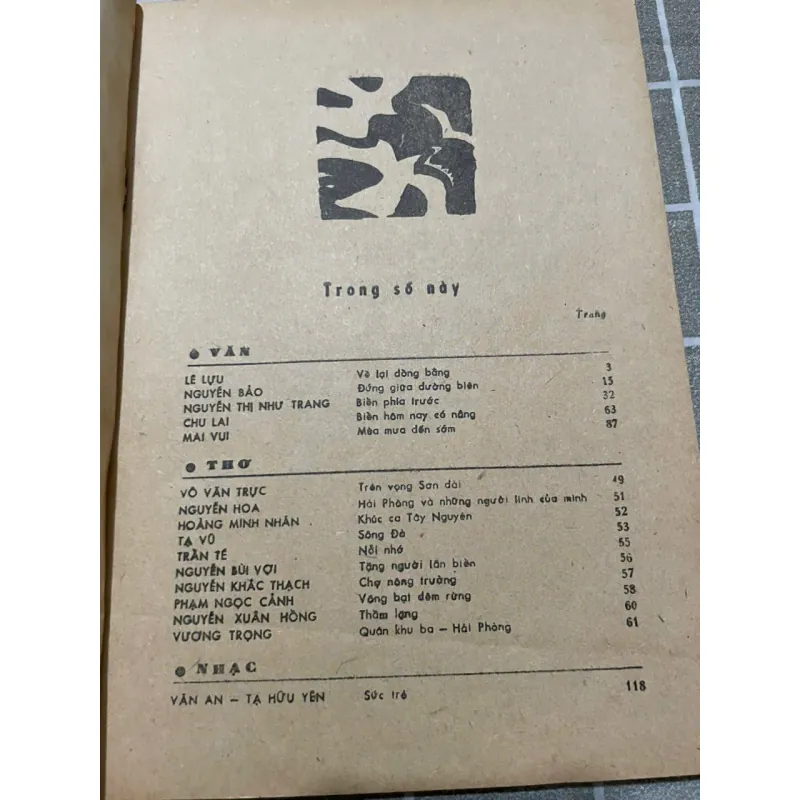 Trong số này
Trang
VĂN
LÊ LỰU Về lại đồng bằng 3
NGUYỄN BẢO Đứng giữa đường biên 15
NGUYỄN THỊ NHƯ TRANG Biển phía trước 32
CHU LAI Biển hôm nay có nắng 63
MAI VUI Mùa mưa đến sớm 87
THƠ
VÕ VĂN TRỰC Trên vọng Sơn đài 49
NGUYỄN HOA Hải Phòng và những người lính của mình 51
HOÀNG MINH NHÂN Khúc ca Tây Nguyên 52
TẠ VŨ Sông Đà 53
TRẦN TẾ Nỗi nhớ 55
NGUYỄN BÙI VỢI Tặng người lấn biển 56
NGUYỄN KHẮC THẠCH Chợ nông trường 57
PHẠM NGỌC CẢNH Võng bạt đêm rừng 58
NGUYỄN XUÂN HỒNG Thầm lặng 60
VƯƠNG TRỌNG Quân khu ba – Hải Phòng 61
NHẠC
VĂN AN – TẠ HỮU YÊN Sức trẻ 118